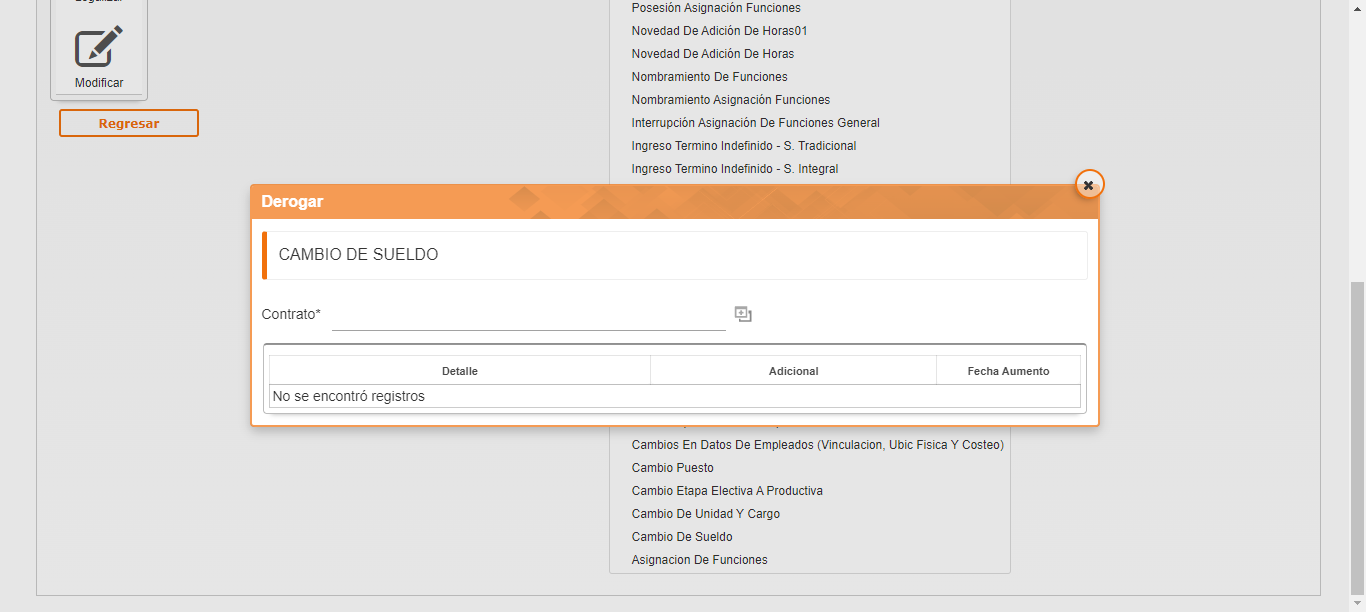 Modificar
Regresar
Posesión Asignación Funciones
Novedad De Adición De Horas01
Novedad De Adición De Horas
Nombramiento De Funciones
Nombramiento Asignación Funciones
Interrupción Asignación De Funciones General
Ingreso Termino Indefinido - S. Tradicional
Ingreso Termino Indefinido - S. Integral
Derogar
CAMBIO DE SUELDO
Contrato*
Detalle Adicional Fecha Aumento
No se encontró registros
Cambios En Datos De Empleados (Vinculacion, Ubic Fisica Y Costeo)
Cambio Puesto
Cambio Etapa Electiva A Productiva
Cambio De Unidad Y Cargo
Cambio De Sueldo
Asignacion De Funciones